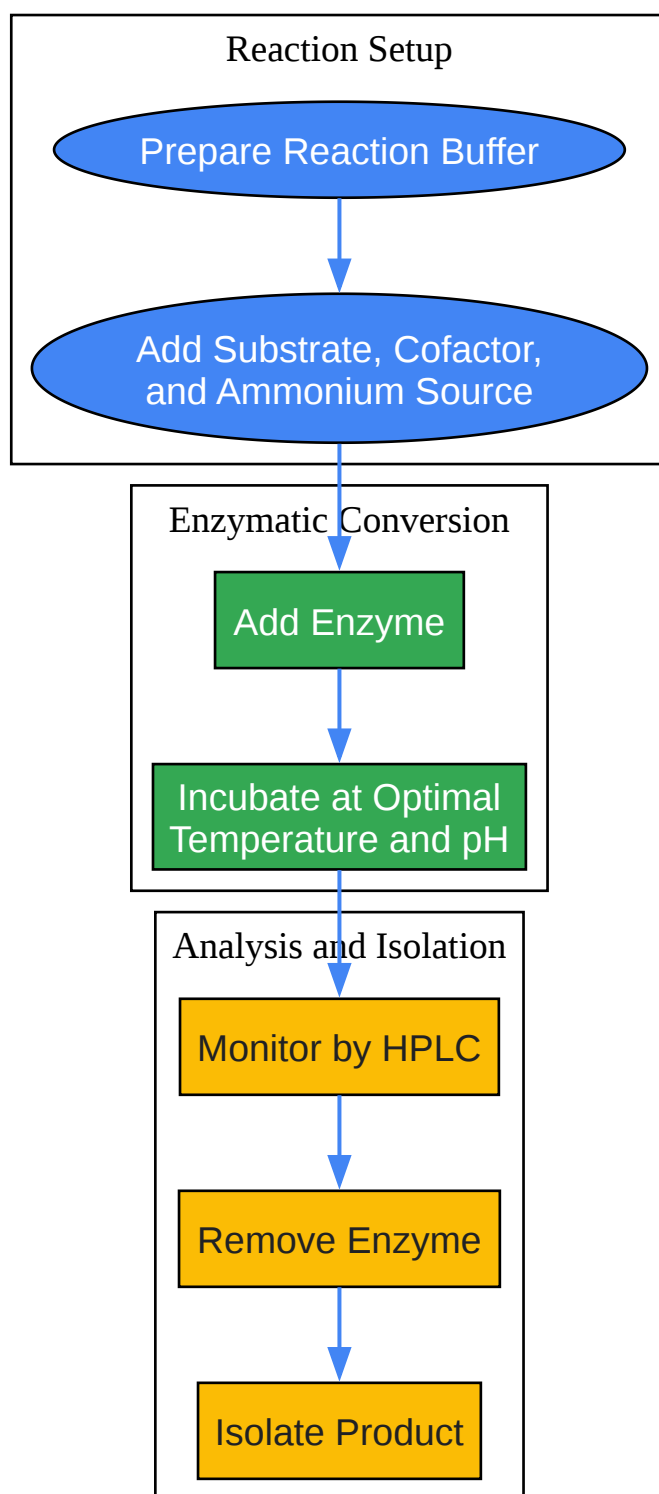 Reaction Setup
Prepare Reaction Buffer
Add Substrate, Cofactor,
and Ammonium Source
Enzymatic Conversion
Add Enzyme
Incubate at Optimal
Temperature and pH
Analysis and Isolation
Monitor by HPLC
Remove Enzyme
Isolate Product